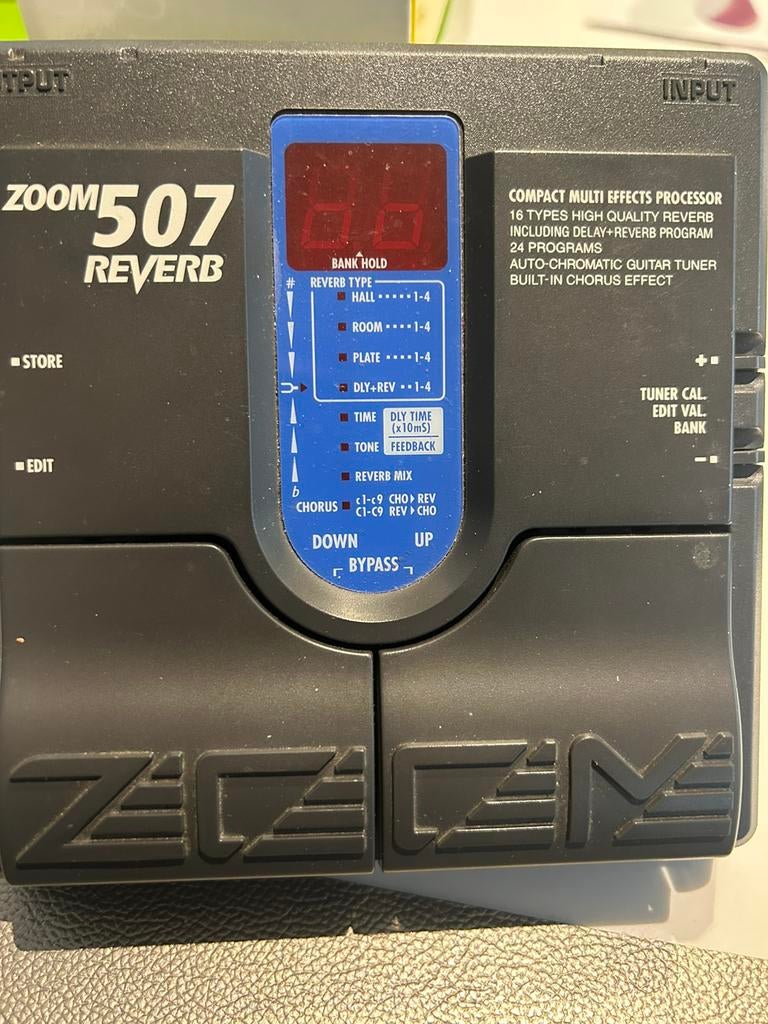 INPUT
ZOOM 507
REVERB
COMPACT MULTI EFFECTS PROCESSOR
16 TYPES HIGH QUALITY REVERB
INCLUDING DELAY+REVERB PROGRAM
24 PROGRAMS
AUTO-CHROMATIC GUITAR TUNER
BUILT-IN CHORUS EFFECT
BANK HOLD
#
REVERB TYPE
HALL ····· 1-4
ROOM ···· 1-4
PLATE ···· 1-4
DLY+REV ·· 1-4
TIME
DLY TIME
(x10mS)
TONE
FEEDBACK
REVERB MIX
b
CHORUS
c1-c9 CHO▶REV
C1-C9 REV▶CHO
DOWN UP
BYPASS
STORE
EDIT
+
TUNER CAL.
EDIT VAL.
BANK
-
ZOOM